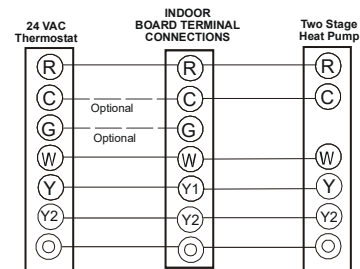 24 VAC
Thermostat
INDOOR
BOARD TERMINAL
CONNECTIONS
Two Stage
Heat Pump
R R R
C Optional C C
G Optional G
W W W
Y Y1 Y
Y2 Y2 Y2
O O O